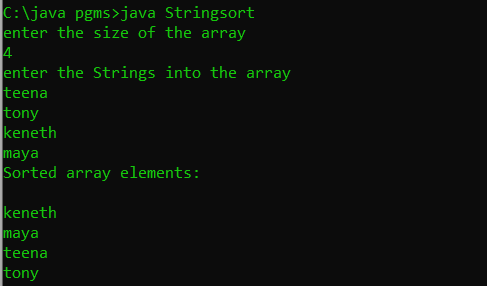 C:\java pgms>java Stringsort
enter the size of the array
4
enter the Strings into the array
teena
tony
keneth
maya
Sorted array elements:
keneth
maya
teena
tony